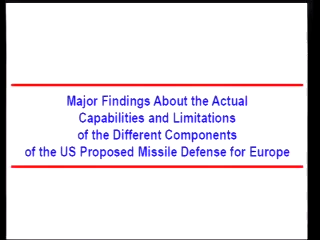 Major Findings About the Actual
Capabilities and Limitations
of the Different Components
of the US Proposed Missile Defense for Europe